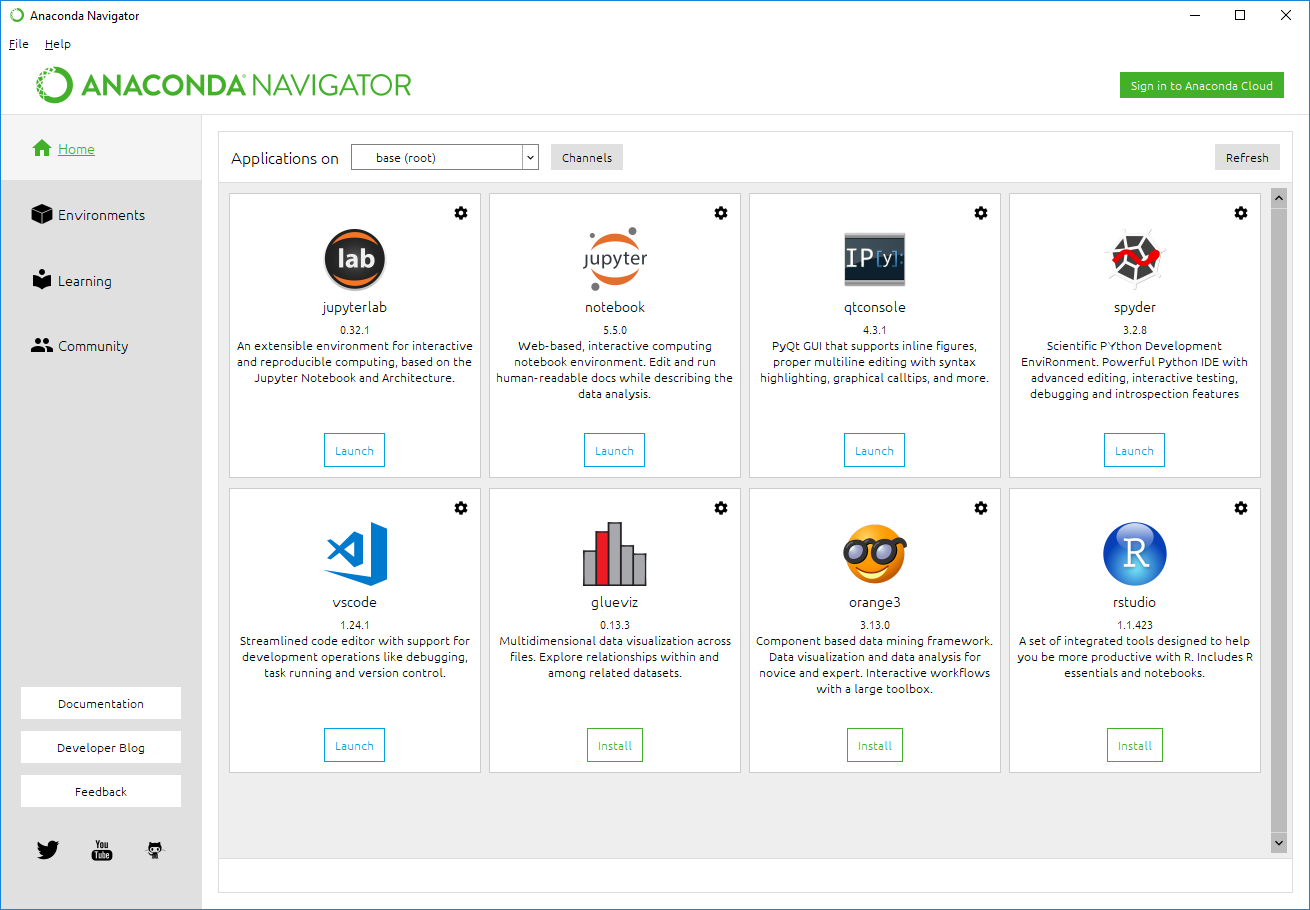 Anaconda Navigator
File Help
ANACONDA NAVIGATOR
Sign in to Anaconda Cloud
Home
Environments
Learning
Community
Documentation
Developer Blog
Feedback
You
Tube
Applications on base (root) Channels Refresh
lab
jupyterlab
0.32.1
An extensible environment for interactive
and reproducible computing, based on the
Jupyter Notebook and Architecture.
Launch
jupyter
notebook
5.5.0
Web-based, interactive computing
notebook environment. Edit and run
human-readable docs while describing the
data analysis.
Launch
IP[y]:
qtconsole
4.3.1
PyQt GUI that supports inline figures,
proper multiline editing with syntax
highlighting, graphical calltips, and more.
Launch
spyder
3.2.8
Scientific PYthon Development
EnviRonment. Powerful Python IDE with
advanced editing, interactive testing,
debugging and introspection features
Launch
vscode
1.24.1
Streamlined code editor with support for
development operations like debugging,
task running and version control.
Launch
glueviz
0.13.3
Multidimensional data visualization across
files. Explore relationships within and
among related datasets.
Install
orange3
3.13.0
Component based data mining framework.
Data visualization and data analysis for
novice and expert. Interactive workflows
with a large toolbox.
Install
R
rstudio
1.1.423
A set of integrated tools designed to help
you be more productive with R. Includes R
essentials and notebooks.
Install